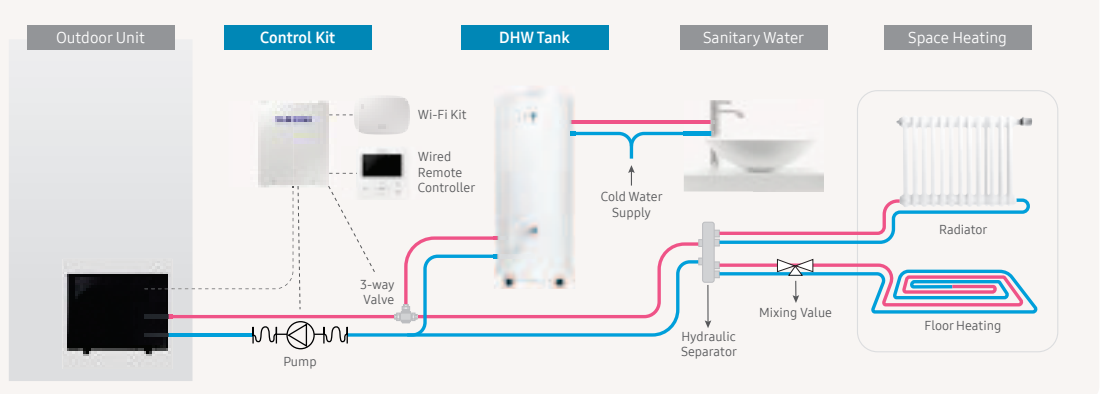 Outdoor Unit
Control Kit
DHW Tank
Sanitary Water
Space Heating
Wi-Fi Kit
Wired
Remote
Controller
Cold Water
Supply
Radiator
3-way
Valve
Mixing Value
Floor Heating
Hydraulic
Separator
Pump